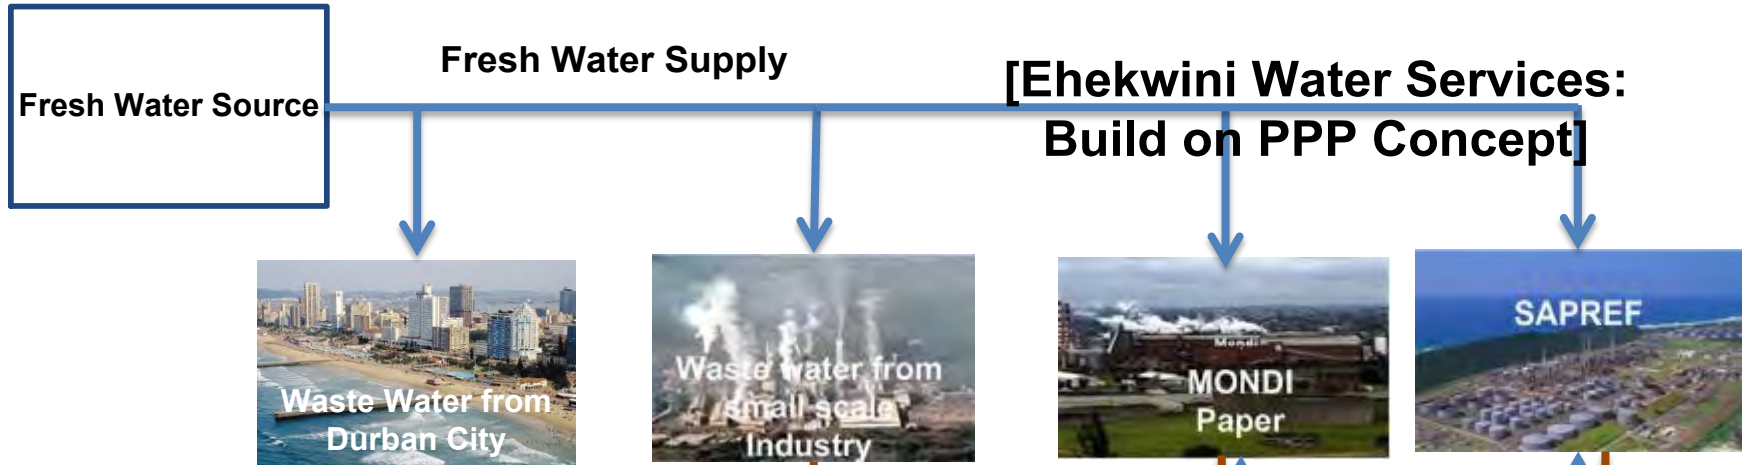 Fresh Water Source
Fresh Water Supply
[Ehekwini Water Services:
Build on PPP Concept]
Waste Water from
Durban City
Waste water from
small scale
Industry
Mondi
MONDI
Paper
SAPREF